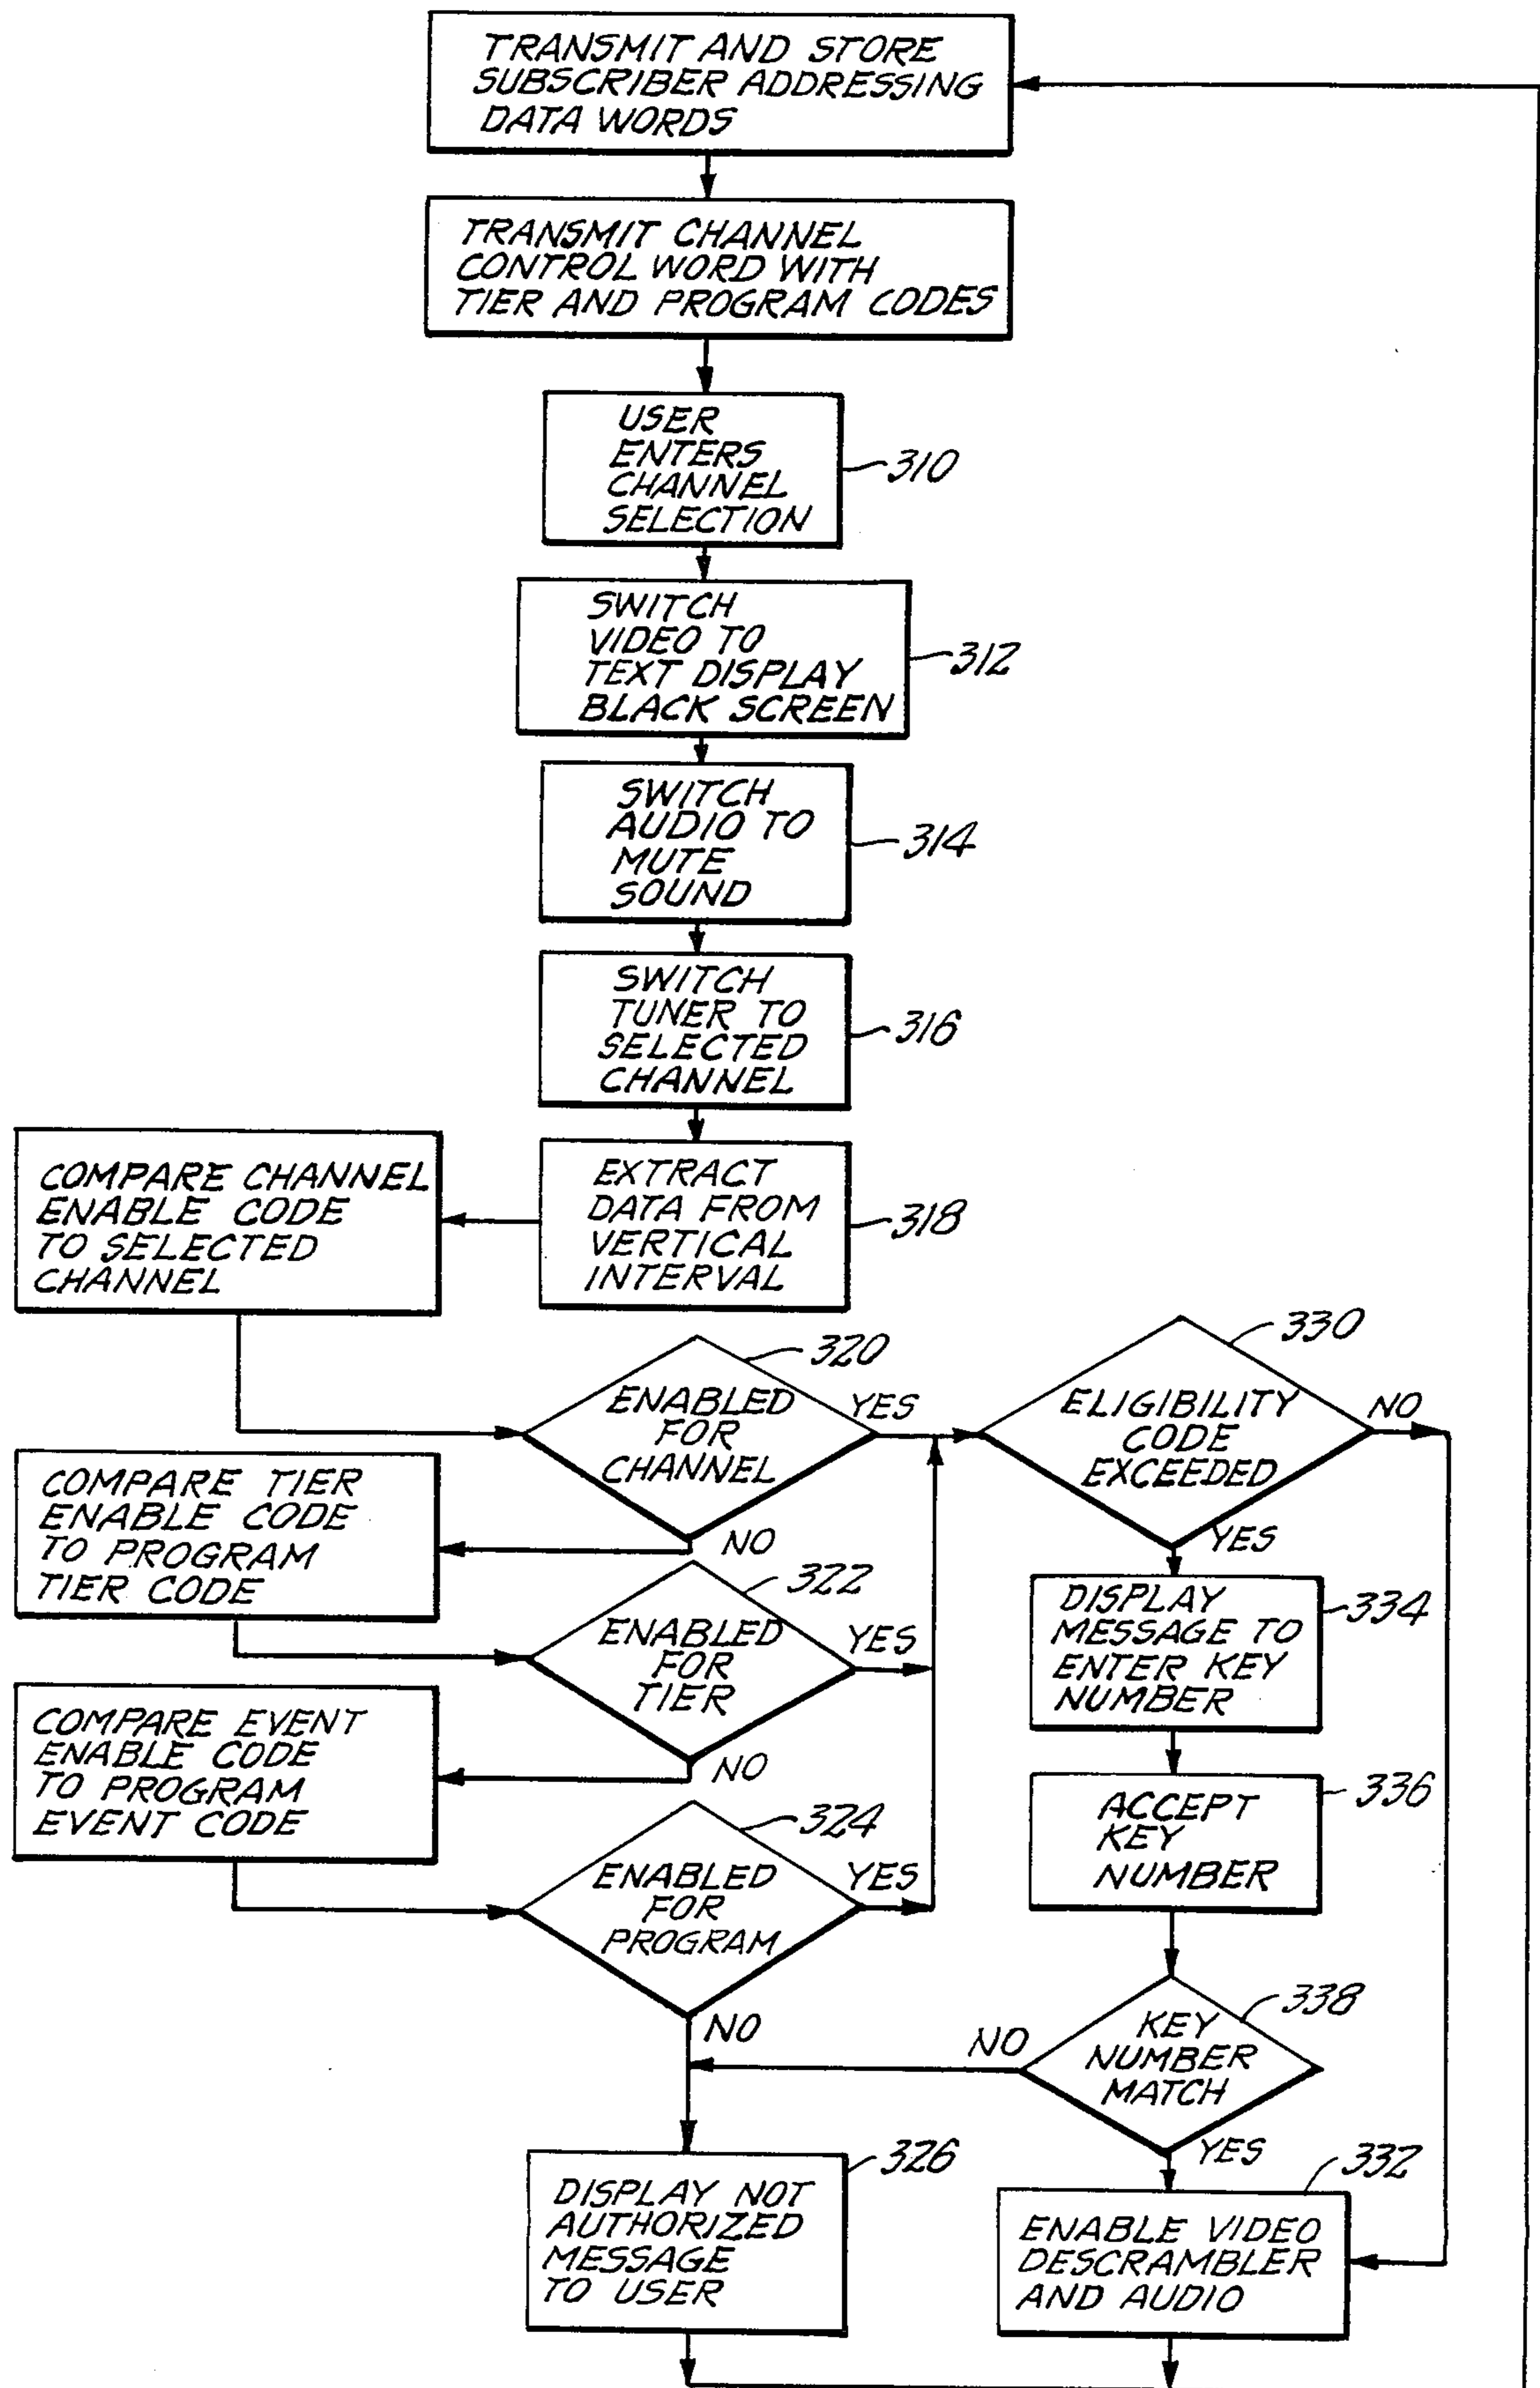 TRANSMIT AND STORE
SUBSCRIBER ADDRESSING
DATA WORDS
TRANSMIT CHANNEL
CONTROL WORD WITH
TIER AND PROGRAM CODES
USER
ENTERS
CHANNEL
SELECTION
310
SWITCH
VIDEO TO
TEXT DISPLAY
BLACK SCREEN
312
SWITCH
AUDIO TO
MUTE
SOUND
314
SWITCH
TUNER TO
SELECTED
CHANNEL
316
COMPARE CHANNEL
ENABLE CODE
TO SELECTED
CHANNEL
EXTRACT
DATA FROM
VERTICAL
INTERVAL
318
320
ENABLED
FOR
CHANNEL
YES
NO
330
ELIGIBILITY
CODE
EXCEEDED
NO
YES
COMPARE TIER
ENABLE CODE
TO PROGRAM
TIER CODE
322
ENABLED
FOR
TIER
YES
NO
DISPLAY
MESSAGE TO
ENTER KEY
NUMBER
334
COMPARE EVENT
ENABLE CODE
TO PROGRAM
EVENT CODE
324
ENABLED
FOR
PROGRAM
YES
NO
ACCEPT
KEY
NUMBER
336
338
KEY
NUMBER
MATCH
NO
YES
DISPLAY NOT
AUTHORIZED
MESSAGE
TO USER
326
332
ENABLE VIDEO
DESCRAMBLER
AND AUDIO